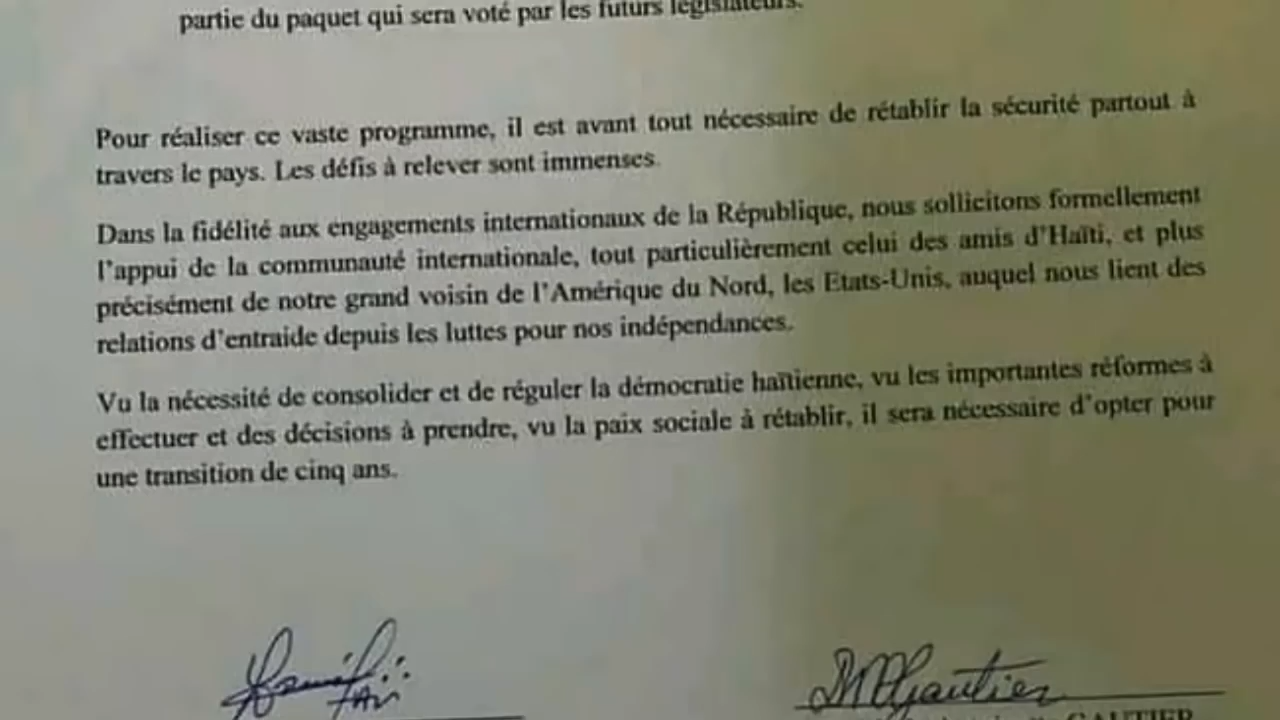 partie du paquet qui sera voté par les futurs législateurs.
Pour réaliser ce vaste programme, il est avant tout nécessaire de rétablir la sécurité partout à
travers le pays. Les défis à relever sont immenses.
Dans la fidélité aux engagements internationaux de la République, nous sollicitons formellement
l'appui de la communauté internationale, tout particulièrement celui des amis d'Haïti, et plus
précisément de notre grand voisin de l'Amérique du Nord, les Etats-Unis, auquel nous lient des
relations d'entraide depuis les luttes pour nos indépendances.
Vu la nécessité de consolider et de réguler la démocratie haïtienne, vu les importantes réformes à
effectuer et des décisions à prendre, vu la paix sociale à rétablir, il sera nécessaire d'opter pour
une transition de cinq ans.
Gautier
GAUTIER